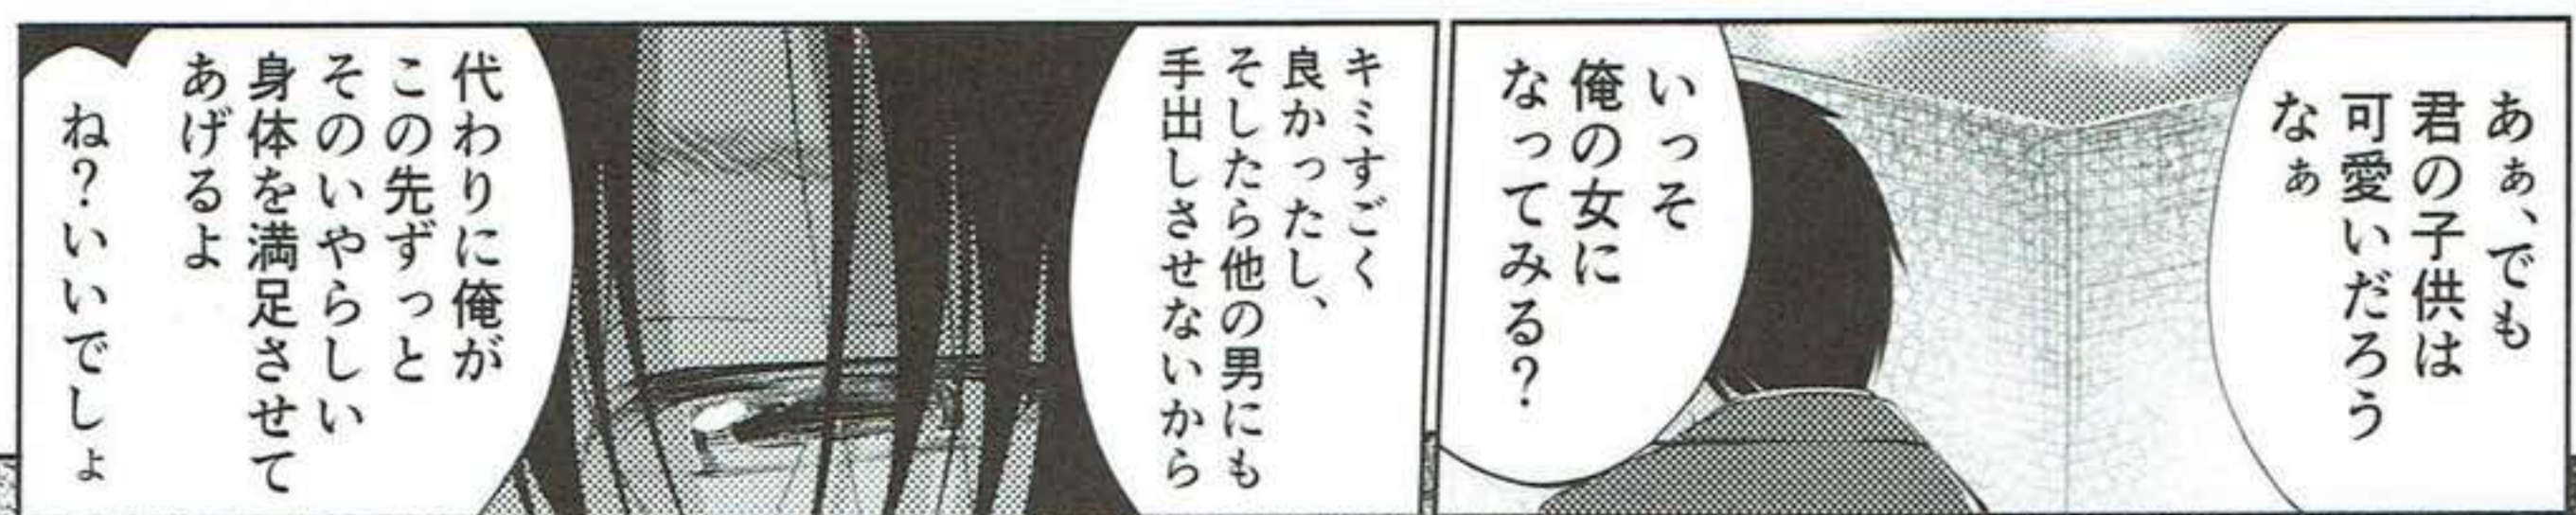 あぁ、でも
君の子供は
可愛いだろう
なぁ
いっそ
俺の女に
なってみる？
キミすごく
良かったし、
そしたら他の男にも
手出しさせないから
代わりに俺が
この先ずっと
そのいやらしい
身体を満足させて
あげるよ
ね？いいでしょ